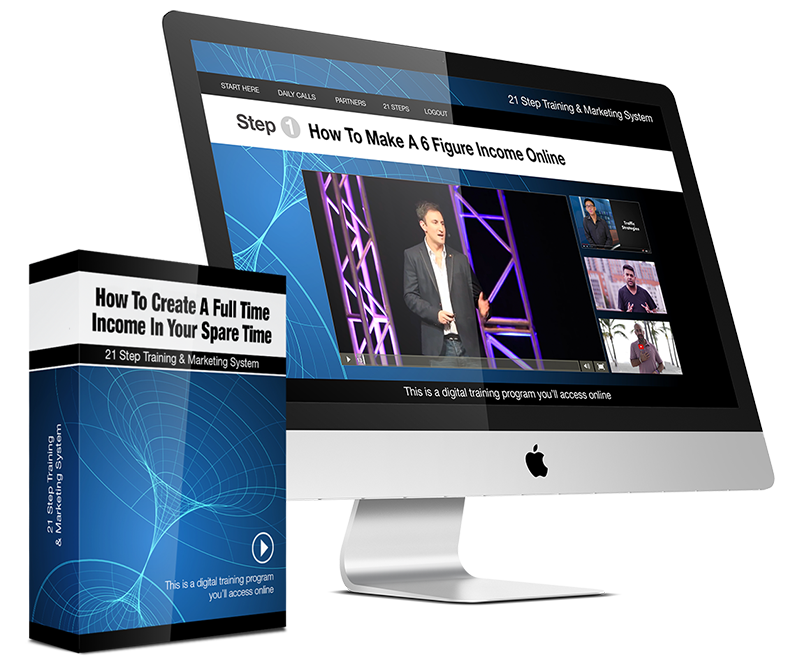 START HERE
DAILY CALLS
PARTNERS
21 STEPS
LOGOUT
21 Step Training & Marketing System
Step 1 How To Make A 6 Figure Income Online
Traffic
Strategies
This is a digital training program you'll access online
How To Create A Full Time
Income In Your Spare Time
21 Step Training & Marketing System
21 Step Training
& Marketing System
This is a digital training program
you'll access online